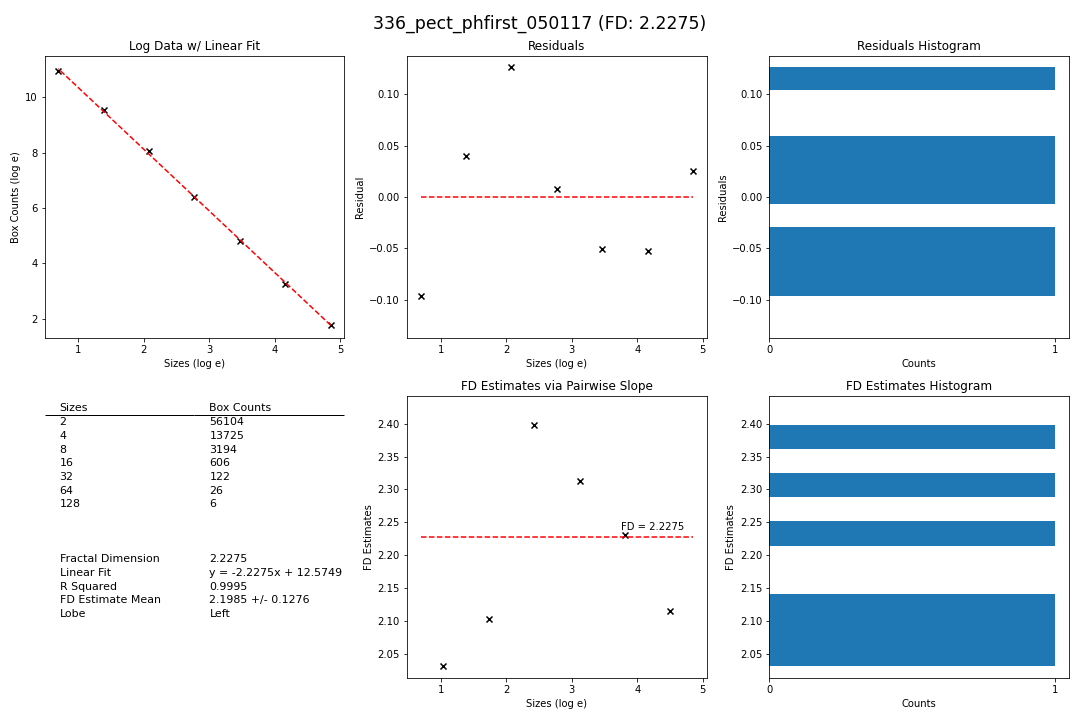 336_pect_phfirst_050117 (FD: 2.2275)
Log Data w/ Linear Fit
Box Counts (log e)
10
8
6
4
2
1 2 3 4 5
Sizes (log e)
Residuals
Residual
0.10
0.05
0.00
−0.05
−0.10
1 2 3 4 5
Sizes (log e)
Residuals Histogram
Residuals
0.10
0.05
0.00
−0.05
−0.10
0 1
Counts
Sizes Box Counts
2 56104
4 13725
8 3194
16 606
32 122
64 26
128 6
Fractal Dimension 2.2275
Linear Fit y = -2.2275x + 12.5749
R Squared 0.9995
FD Estimate Mean 2.1985 +/- 0.1276
Lobe Left
FD Estimates via Pairwise Slope
FD Estimates
2.40
2.35
2.30
2.25
2.20
2.15
2.10
2.05
FD = 2.2275
1 2 3 4 5
Sizes (log e)
FD Estimates Histogram
FD Estimates
2.40
2.35
2.30
2.25
2.20
2.15
2.10
2.05
0 1
Counts